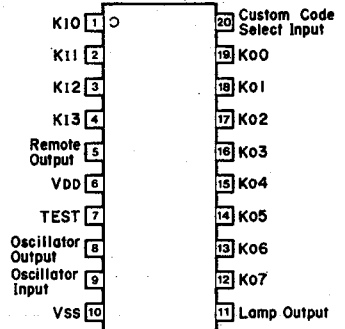 KI0 1
KI1 2
KI2 3
KI3 4
Remote
Output 5
VDD 6
TEST 7
Oscillator
Output 8
Oscillator
Input 9
VSS 10
20 Custom Code
Select Input
19 KO0
18 KO1
17 KO2
16 KO3
15 KO4
14 KO5
13 KO6
12 KO7
11 Lamp Output